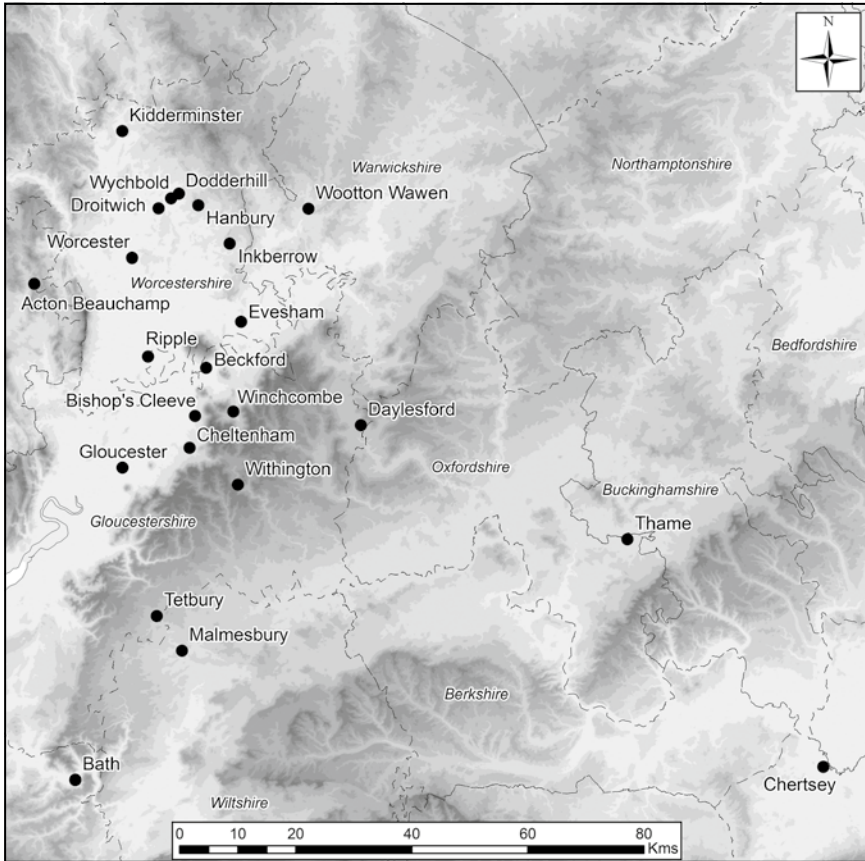 N
Kidderminster
Warwickshire
Northamptonshire
Wychbold
Dodderhill
Droitwich
Hanbury
Wootton Wawen
Worcester
Inkberrow
Worcestershire
Acton Beauchamp
Evesham
Ripple
Beckford
Bedfordshire
Bishop's Cleeve
Winchcombe
Daylesford
Cheltenham
Gloucester
Withington
Oxfordshire
Buckinghamshire
Gloucestershire
Thame
Tetbury
Malmesbury
Berkshire
Bath
Chertsey
Wiltshire
0 10 20 40 60 80
Kms